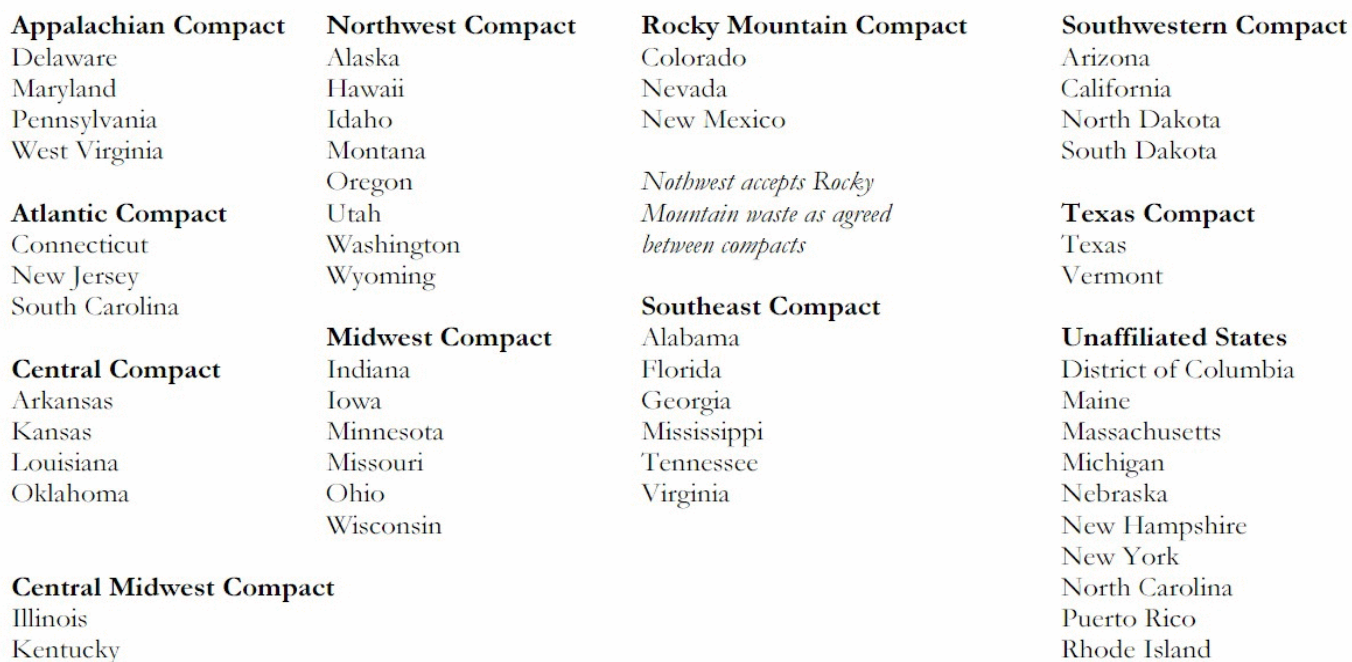 Appalachian Compact
Delaware
Maryland
Pennsylvania
West Virginia
Atlantic Compact
Connecticut
New Jersey
South Carolina
Central Compact
Arkansas
Kansas
Louisiana
Oklahoma
Central Midwest Compact
Illinois
Kentucky
Northwest Compact
Alaska
Hawaii
Idaho
Montana
Oregon
Utah
Washington
Wyoming
Midwest Compact
Indiana
Iowa
Minnesota
Missouri
Ohio
Wisconsin
Rocky Mountain Compact
Colorado
Nevada
New Mexico
Nothwest accepts Rocky
Mountain waste as agreed
between compacts
Southeast Compact
Alabama
Florida
Georgia
Mississippi
Tennessee
Virginia
Southwestern Compact
Arizona
California
North Dakota
South Dakota
Texas Compact
Texas
Vermont
Unaffiliated States
District of Columbia
Maine
Massachusetts
Michigan
Nebraska
New Hampshire
New York
North Carolina
Puerto Rico
Rhode Island